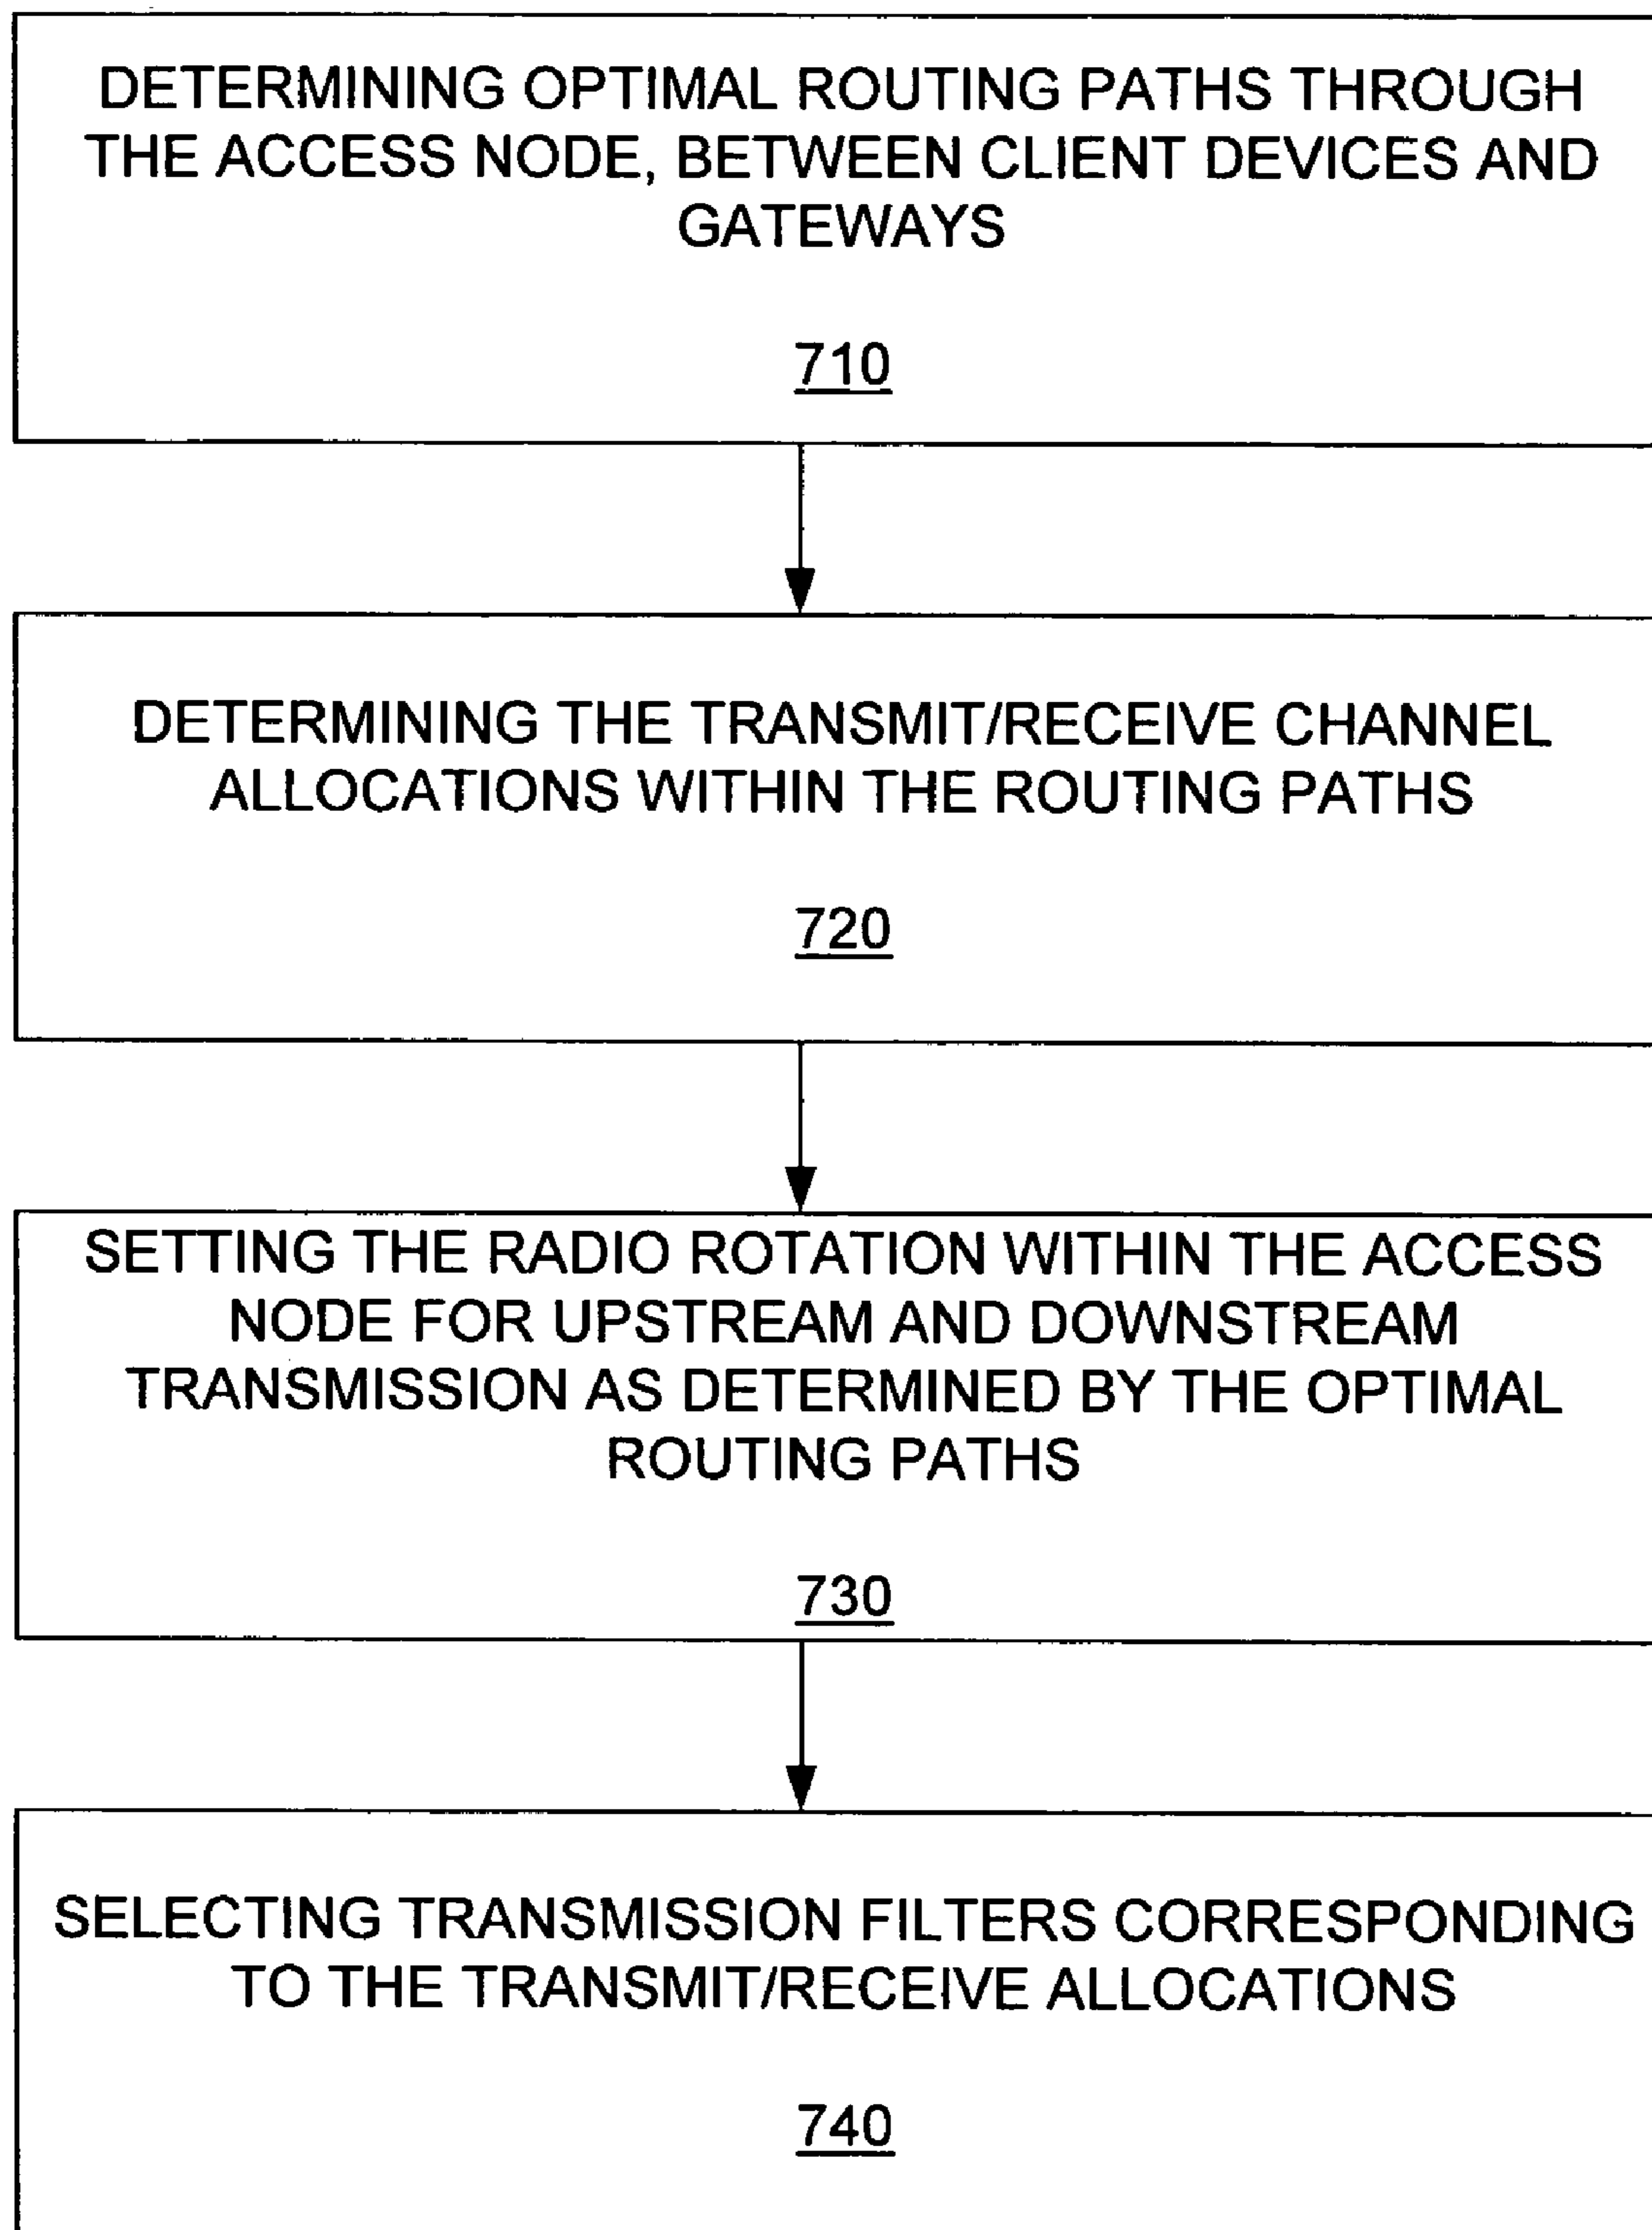 DETERMINING OPTIMAL ROUTING PATHS THROUGH
THE ACCESS NODE, BETWEEN CLIENT DEVICES AND
GATEWAYS
710
DETERMINING THE TRANSMIT/RECEIVE CHANNEL
ALLOCATIONS WITHIN THE ROUTING PATHS
720
SETTING THE RADIO ROTATION WITHIN THE ACCESS
NODE FOR UPSTREAM AND DOWNSTREAM
TRANSMISSION AS DETERMINED BY THE OPTIMAL
ROUTING PATHS
730
SELECTING TRANSMISSION FILTERS CORRESPONDING
TO THE TRANSMIT/RECEIVE ALLOCATIONS
740